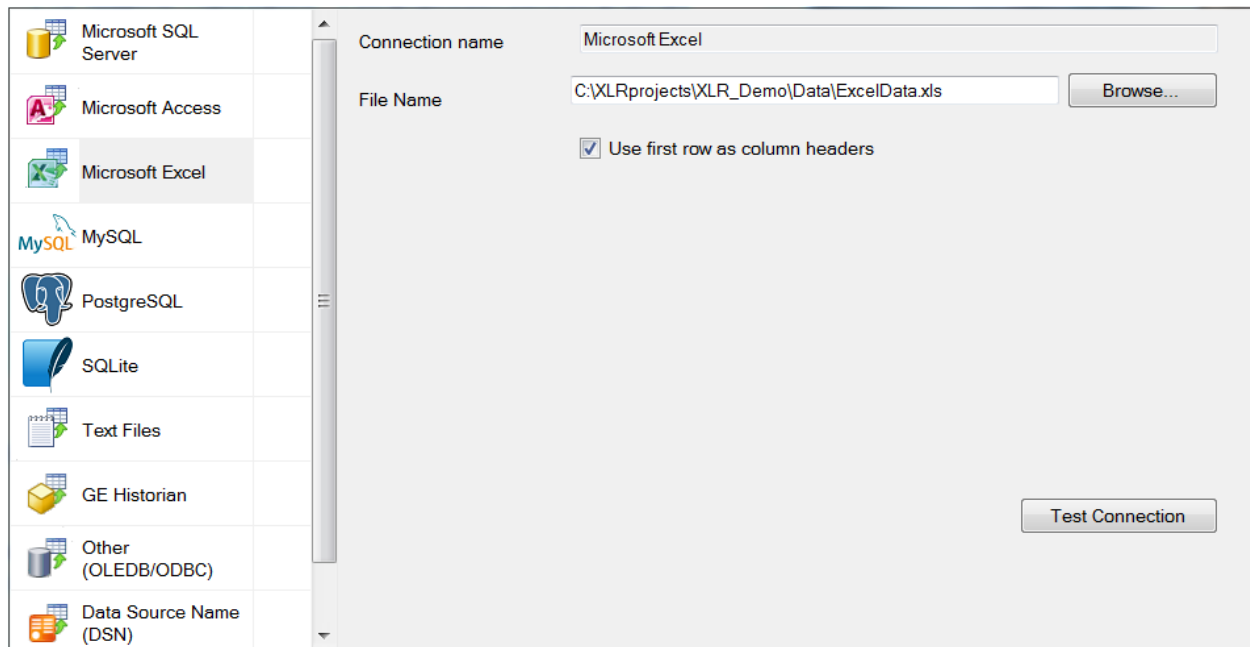 Microsoft SQL
Server
Microsoft Access
Microsoft Excel
MySQL
MySQL
PostgreSQL
SQLite
Text Files
GE Historian
Other
(OLEDB/ODBC)
Data Source Name
(DSN)
Connection name
Microsoft Excel
File Name
C:\XLRprojects\XLR_Demo\Data\ExcelData.xls
Browse...
Use first row as column headers
Test Connection